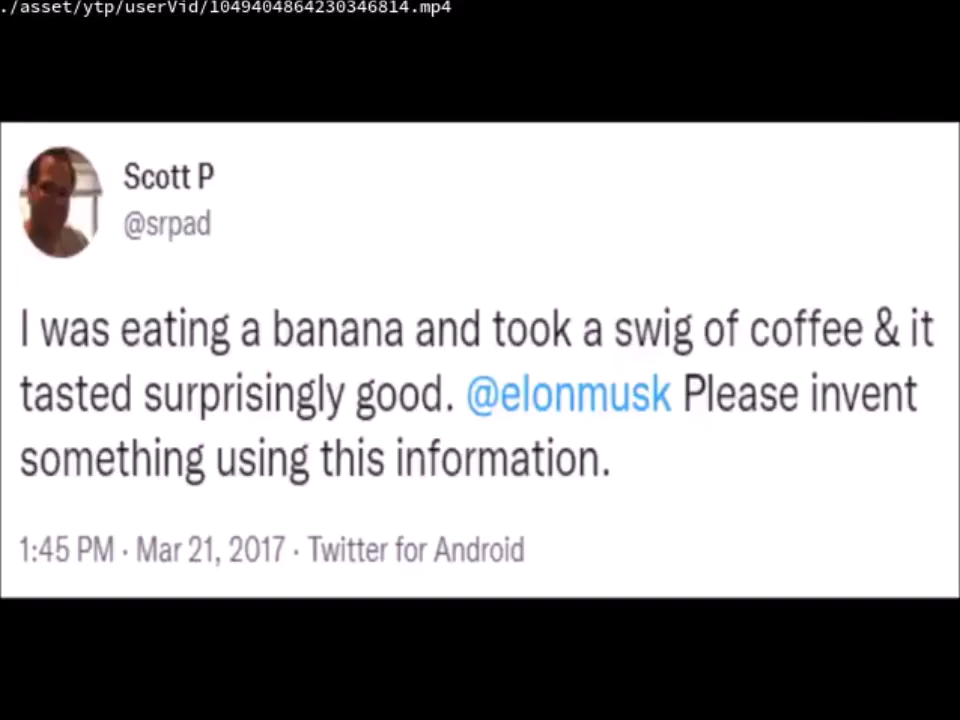 ./asset/ytp/userVid/1049404864230346814.mp4
Scott P
@srpad
I was eating a banana and took a swig of coffee & it
tasted surprisingly good. @elonmusk Please invent
something using this information.
1:45 PM · Mar 21, 2017 · Twitter for Android